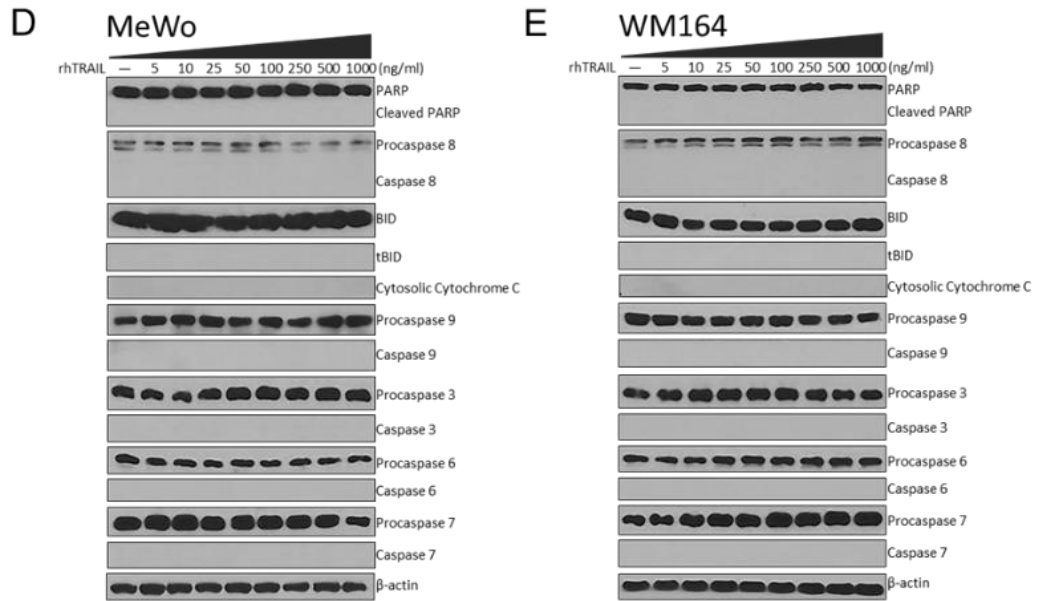 D MeWo
rhTRAIL — 5 10 25 50 100 250 500 1000 (ng/ml)
PARP
Cleaved PARP
Procaspase 8
Caspase 8
BID
tBID
Cytosolic Cytochrome C
Procaspase 9
Caspase 9
Procaspase 3
Caspase 3
Procaspase 6
Caspase 6
Procaspase 7
Caspase 7
β-actin
E WM164
rhTRAIL — 5 10 25 50 100 250 500 1000 (ng/ml)
PARP
Cleaved PARP
Procaspase 8
Caspase 8
BID
tBID
Cytosolic Cytochrome C
Procaspase 9
Caspase 9
Procaspase 3
Caspase 3
Procaspase 6
Caspase 6
Procaspase 7
Caspase 7
β-actin